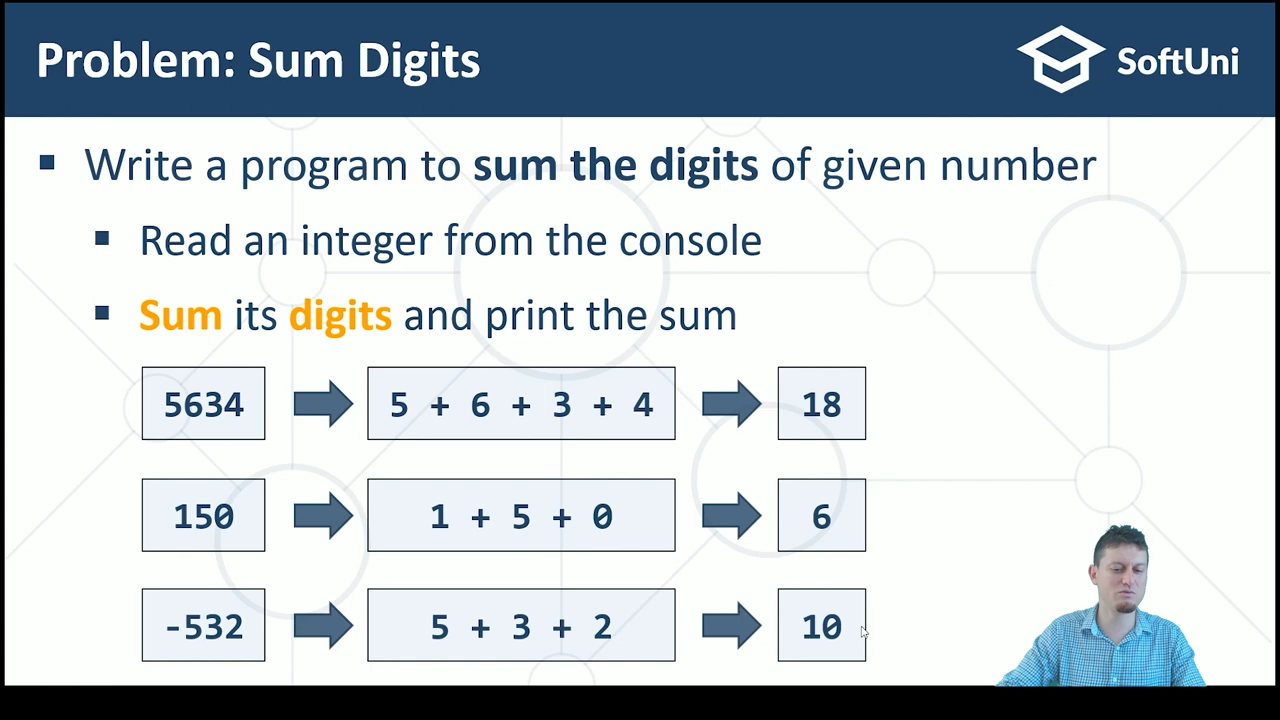 Problem: Sum Digits
SoftUni
▪ Write a program to sum the digits of given number
▪ Read an integer from the console
▪ Sum its digits and print the sum
5634 5 + 6 + 3 + 4 18
150 1 + 5 + 0 6
-532 5 + 3 + 2 10